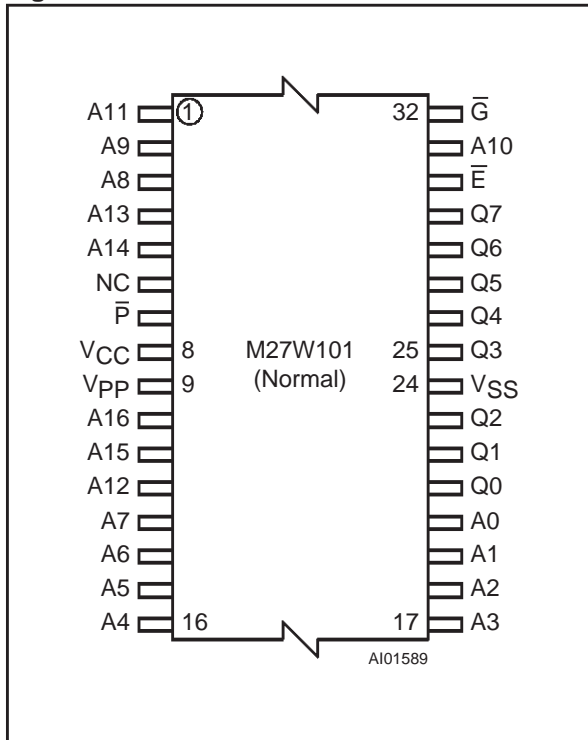 A11 1 32 G̅
A9 A10
A8 E̅
A13 Q7
A14 Q6
NC Q5
P̅ Q4
VCC 8 M27W101 25 Q3
VPP 9 (Normal) 24 VSS
A16 Q2
A15 Q1
A12 Q0
A7 A0
A6 A1
A5 A2
A4 16 17 A3
AI01589